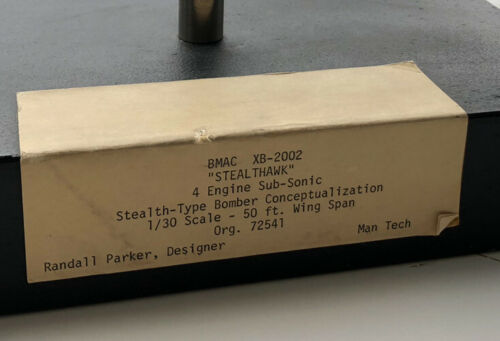 BMAC XB-2002
"STEALTHAWK"
4 Engine Sub-Sonic
Stealth-Type Bomber Conceptualization
1/30 Scale - 50 ft. Wing Span
Org. 72541
Randall Parker, Designer Man Tech